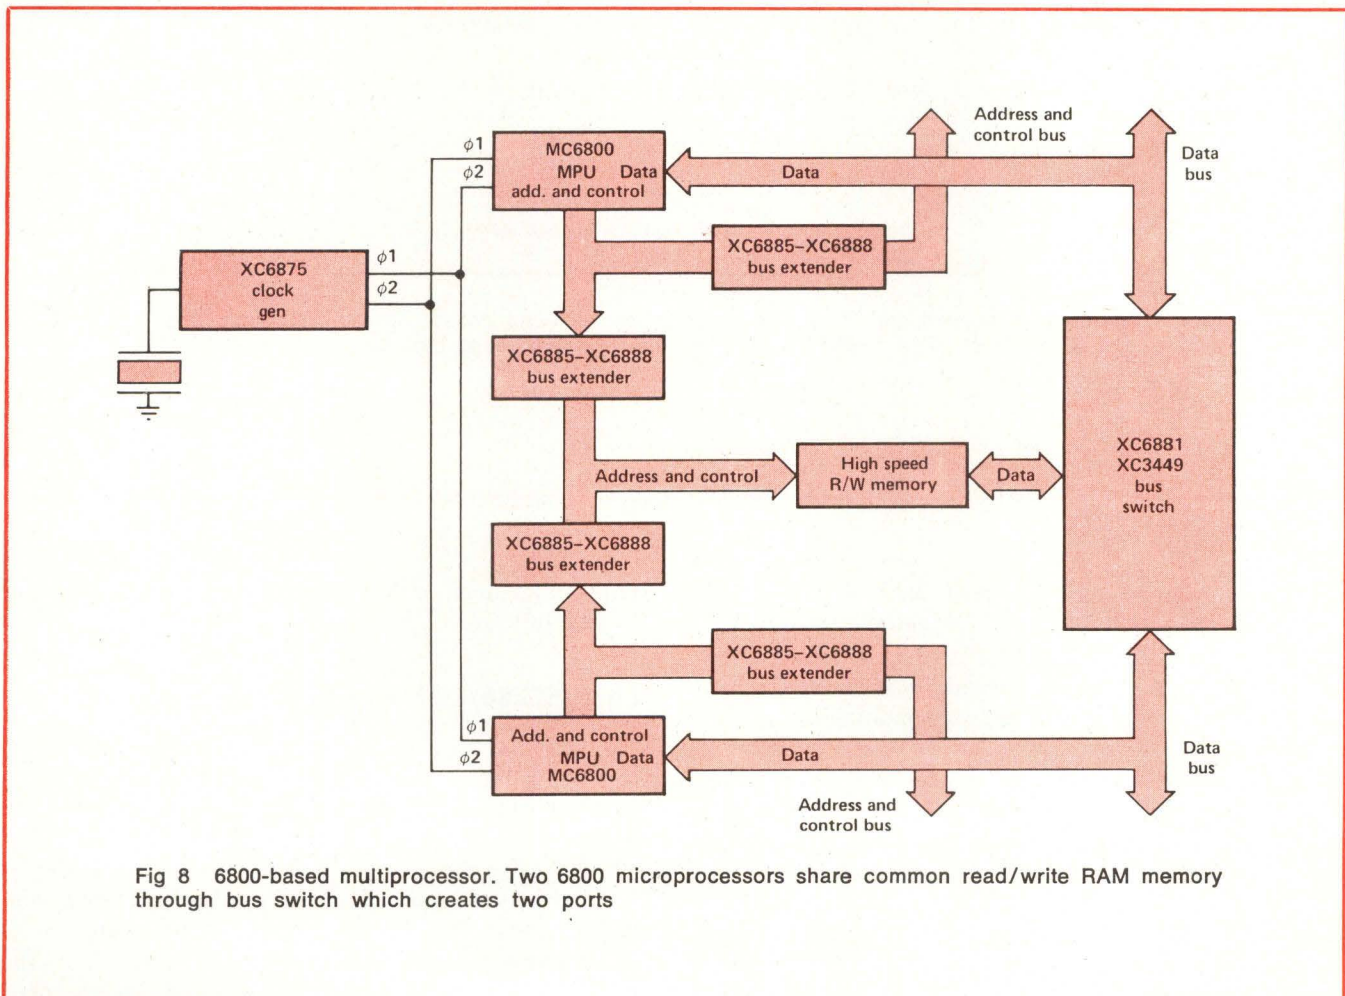 Address and
control bus
φ1
MC6800
MPU Data
add. and control
φ2
Data
Data
bus
XC6885–XC6888
bus extender
XC6875
clock
gen
φ1
φ2
XC6885–XC6888
bus extender
Address and control
High speed
R/W memory
Data
XC6881
XC3449
bus
switch
XC6885–XC6888
bus extender
XC6885–XC6888
bus extender
φ1
Add. and control
MPU Data
MC6800
φ2
Data
Data
bus
Address and
control bus
Fig 8 6800-based multiprocessor. Two 6800 microprocessors share common read/write RAM memory
through bus switch which creates two ports